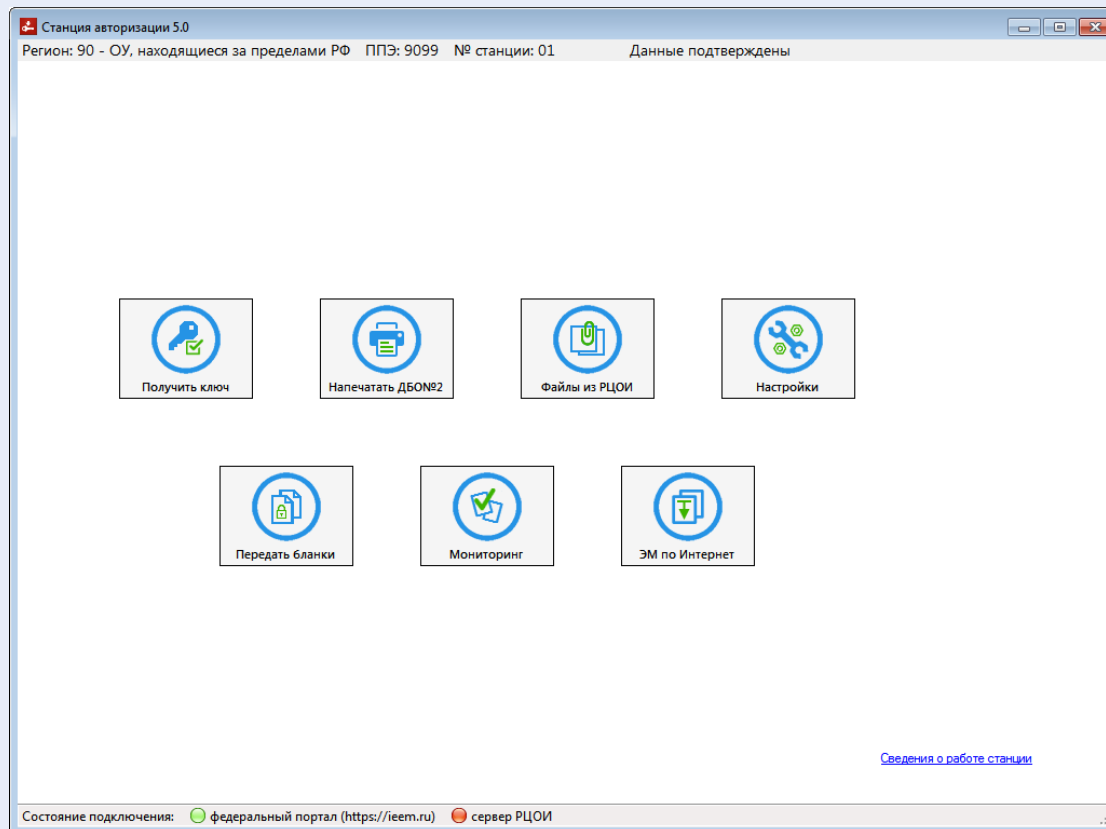 Станция авторизации 5.0
Регион: 90 - ОУ, находящиеся за пределами РФ ППЭ: 9099 № станции: 01 Данные подтверждены
Получить ключ Напечатать ДБО№2 Файлы из РЦОИ Настройки
Передать бланки Мониторинг ЭМ по Интернет
Сведения о работе станции
Состояние подключения: федеральный портал (https://ieem.ru) сервер РЦОИ